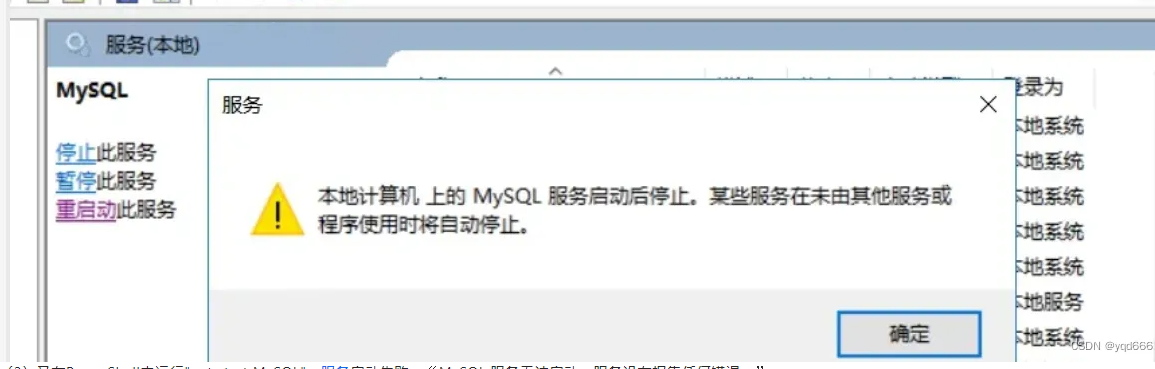 服务(本地)
MySQL
登录为
服务
停止此服务
暂停此服务
重启动此服务
本地计算机 上的 MySQL 服务启动后停止。某些服务在未由其他服务或
程序使用时将自动停止。
本地系统
本地系统
本地系统
本地系统
本地系统
本地服务
本地系统
确定
CSDN @yqd666